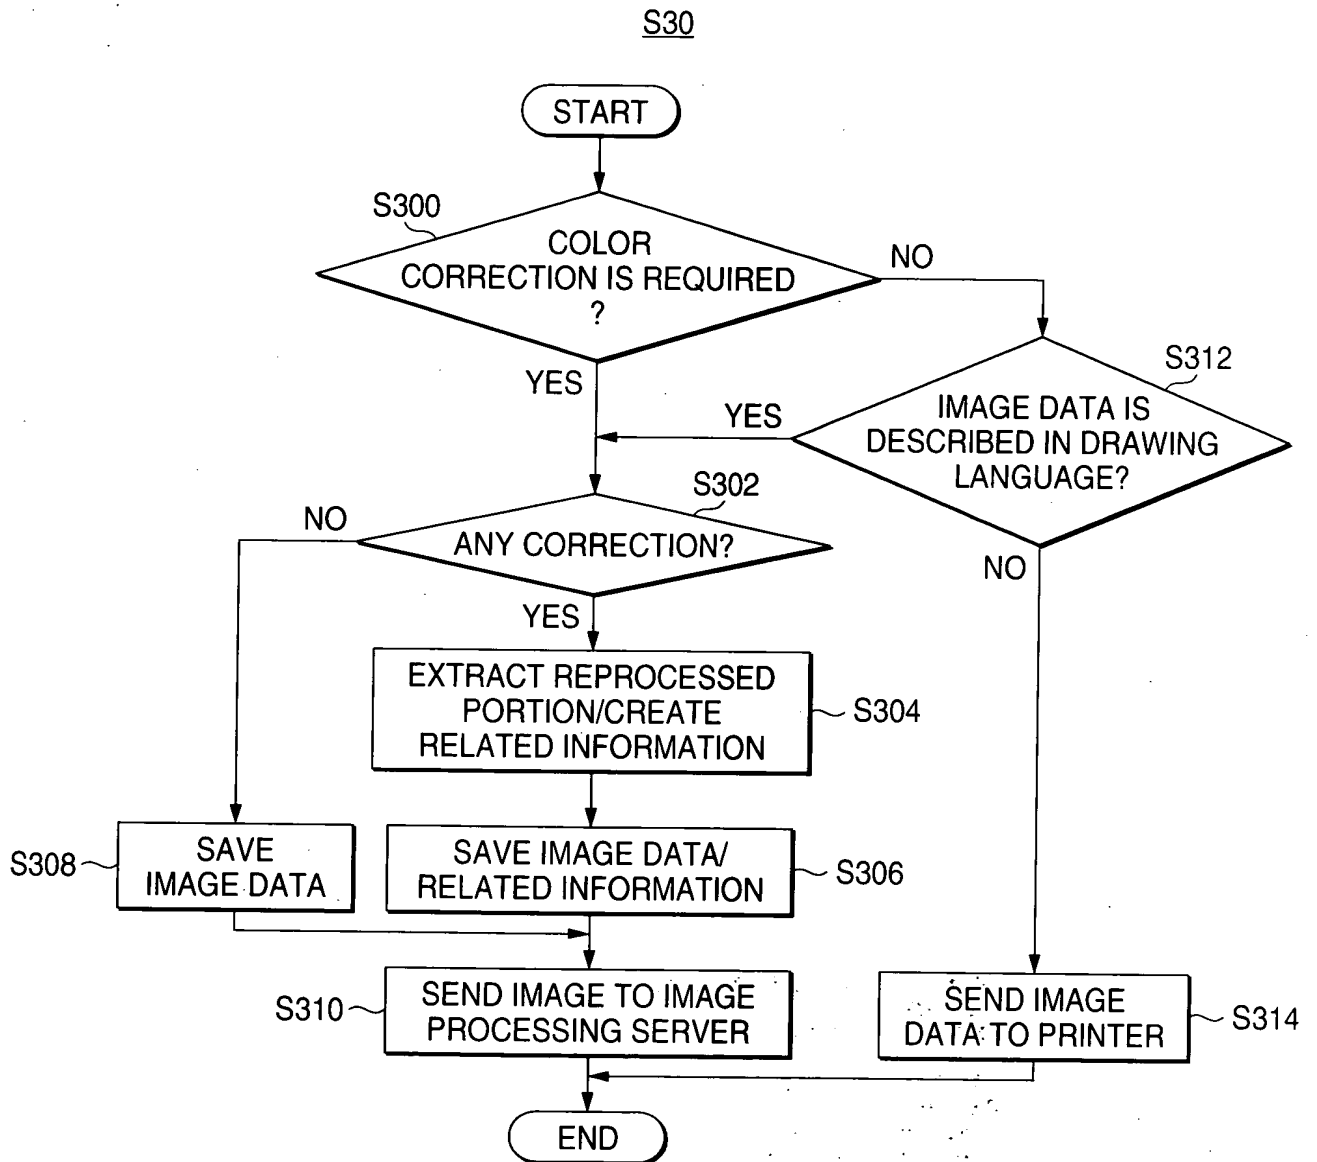 S30
START
S300
COLOR
CORRECTION IS REQUIRED
?
NO
YES
S312
IMAGE DATA IS
DESCRIBED IN DRAWING
LANGUAGE?
YES
NO
S302
ANY CORRECTION?
NO
YES
EXTRACT REPROCESSED
PORTION/CREATE
RELATED INFORMATION
S304
S308
SAVE
IMAGE DATA
SAVE IMAGE DATA/
RELATED INFORMATION
S306
S310
SEND IMAGE TO IMAGE
PROCESSING SERVER
SEND IMAGE
DATA TO PRINTER
S314
END